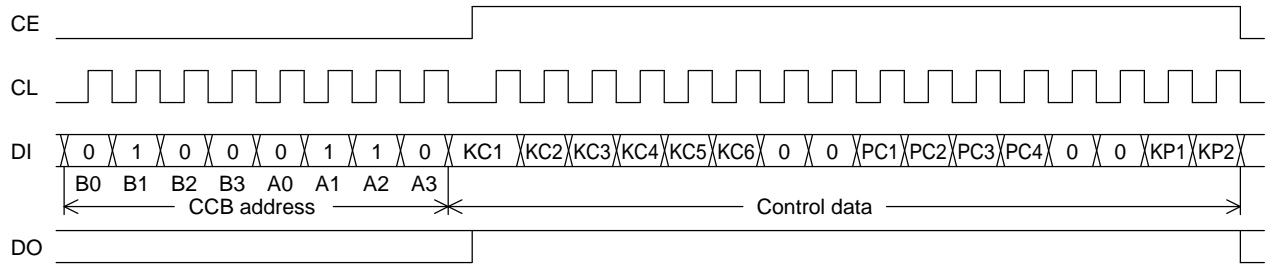 CE
CL
DI 0 1 0 0 0 1 1 0 KC1 KC2 KC3 KC4 KC5 KC6 0 0 PC1 PC2 PC3 PC4 0 0 KP1 KP2
B0 B1 B2 B3 A0 A1 A2 A3
CCB address Control data
DO